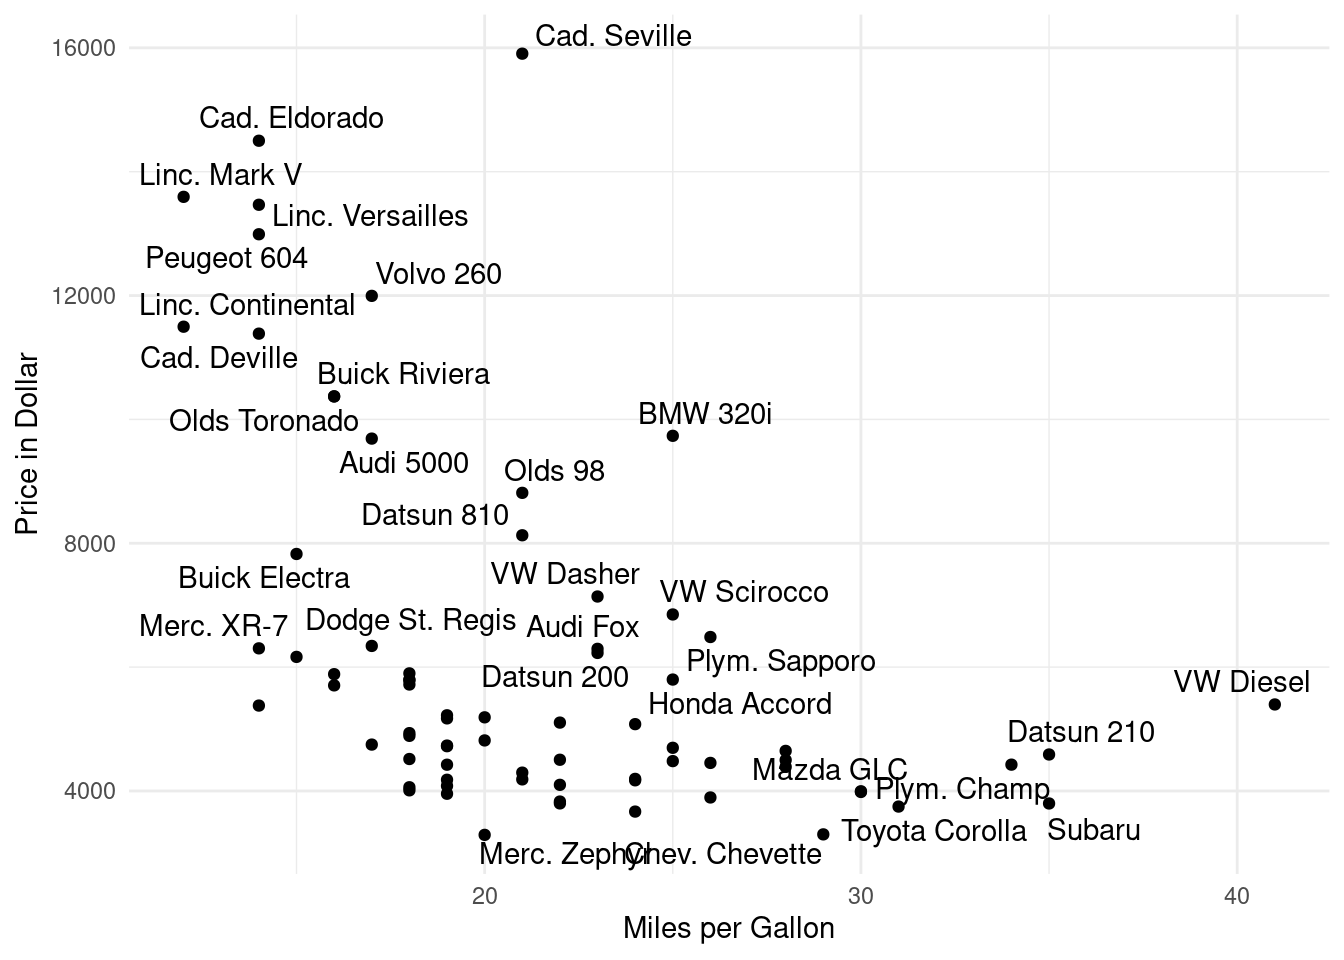 Cad. Seville
16000
Cad. Eldorado
Linc. Mark V
Linc. Versailles
Peugeot 604
Volvo 260
12000
Linc. Continental
Cad. Deville
Buick Riviera
BMW 320i
Olds Toronado
Audi 5000
Olds 98
Datsun 810
8000
Buick Electra
VW Dasher
VW Scirocco
Merc. XR-7
Dodge St. Regis
Audi Fox
Plym. Sapporo
Datsun 200
VW Diesel
Honda Accord
Datsun 210
Mazda GLC
4000
Plym. Champ
Toyota Corolla
Subaru
Merc. Zephyr
Chev. Chevette
20
30
40
Miles per Gallon
Price in Dollar